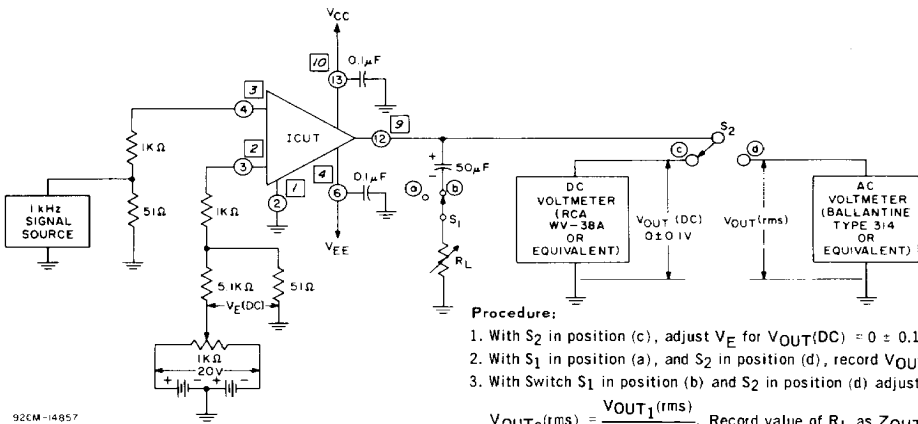 VCC
10
0.1µF
13
3
4
ICUT
9
12
S2
2
3
1KΩ
4
+
50µF
-
(c)
(d)
1
2
6
0.1µF
(a)
(b)
1 kHz
SIGNAL
SOURCE
51Ω
1KΩ
VEE
S1
RL
DC
VOLTMETER
(RCA
WV-38A
OR
EQUIVALENT)
VOUT (DC)
0±0.1V
VOUT(rms)
AC
VOLTMETER
(BALLANTINE
TYPE 314
OR
EQUIVALENT)
5.1KΩ
51Ω
VE(DC)
1KΩ
20V
+ - + -
Procedure:
1. With S2 in position (c), adjust VE for VOUT(DC) = 0 ± 0.1
2. With S1 in position (a), and S2 in position (d), record VOU
3. With Switch S1 in position (b) and S2 in position (d) adjust
VOUT1(rms)
92CM-14857
VOUT2(rms) = . Record value of RL as ZOUT